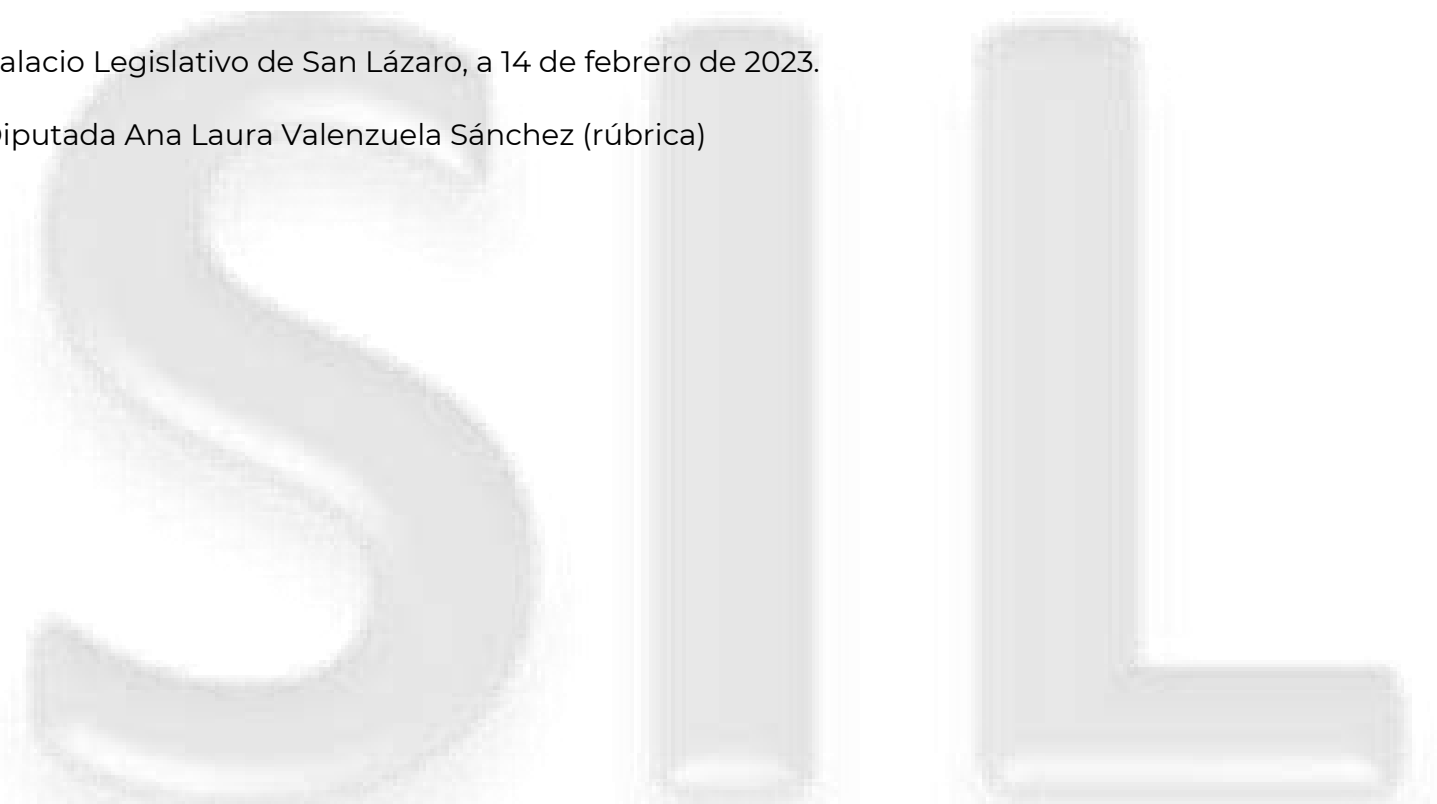 alacio Legislativo de San Lázaro, a 14 de febrero de 2023.
iputada Ana Laura Valenzuela Sánchez (rúbrica)
SIL